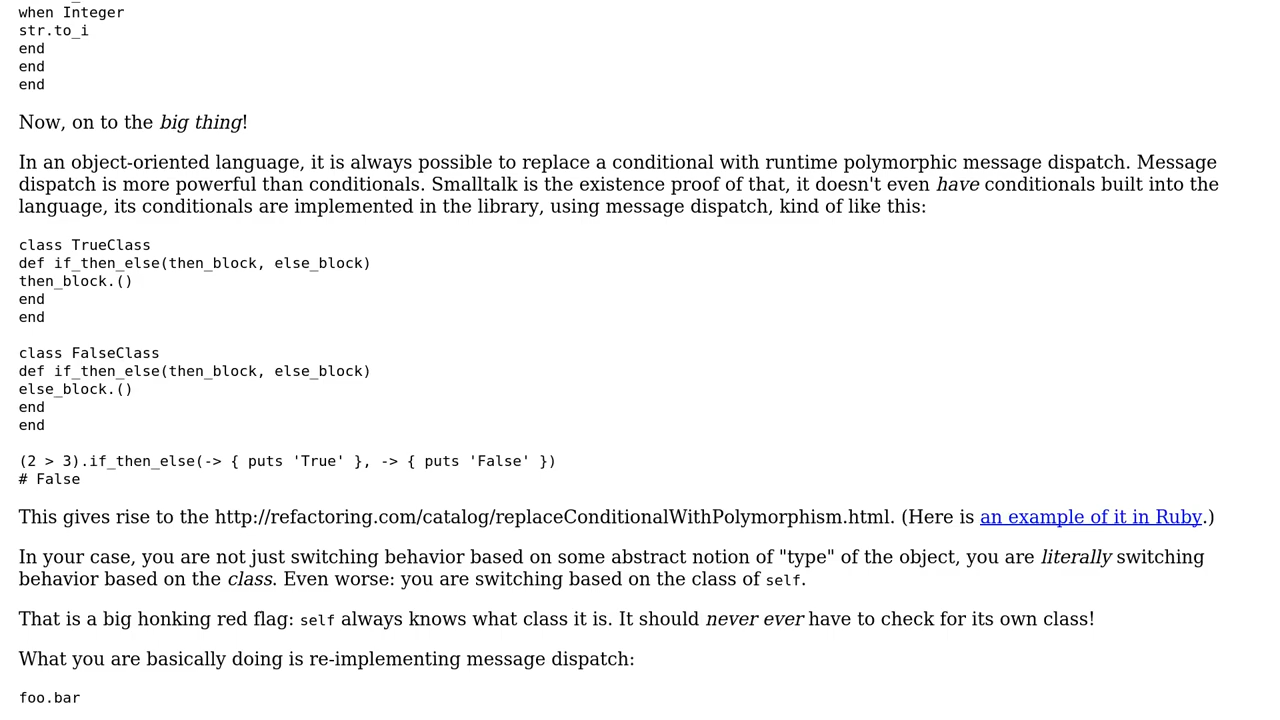 when Integer
str.to_i
end
end
end
Now, on to the big thing!
In an object-oriented language, it is always possible to replace a conditional with runtime polymorphic message dispatch. Message
dispatch is more powerful than conditionals. Smalltalk is the existence proof of that, it doesn't even have conditionals built into the
language, its conditionals are implemented in the library, using message dispatch, kind of like this:
class TrueClass
def if_then_else(then_block, else_block)
then_block.()
end
end
class FalseClass
def if_then_else(then_block, else_block)
else_block.()
end
end
(2 > 3).if_then_else(-> { puts 'True' }, -> { puts 'False' })
# False
This gives rise to the http://refactoring.com/catalog/replaceConditionalWithPolymorphism.html. (Here is an example of it in Ruby.)
In your case, you are not just switching behavior based on some abstract notion of "type" of the object, you are literally switching
behavior based on the class. Even worse: you are switching based on the class of self.
That is a big honking red flag: self always knows what class it is. It should never ever have to check for its own class!
What you are basically doing is re-implementing message dispatch:
foo.bar